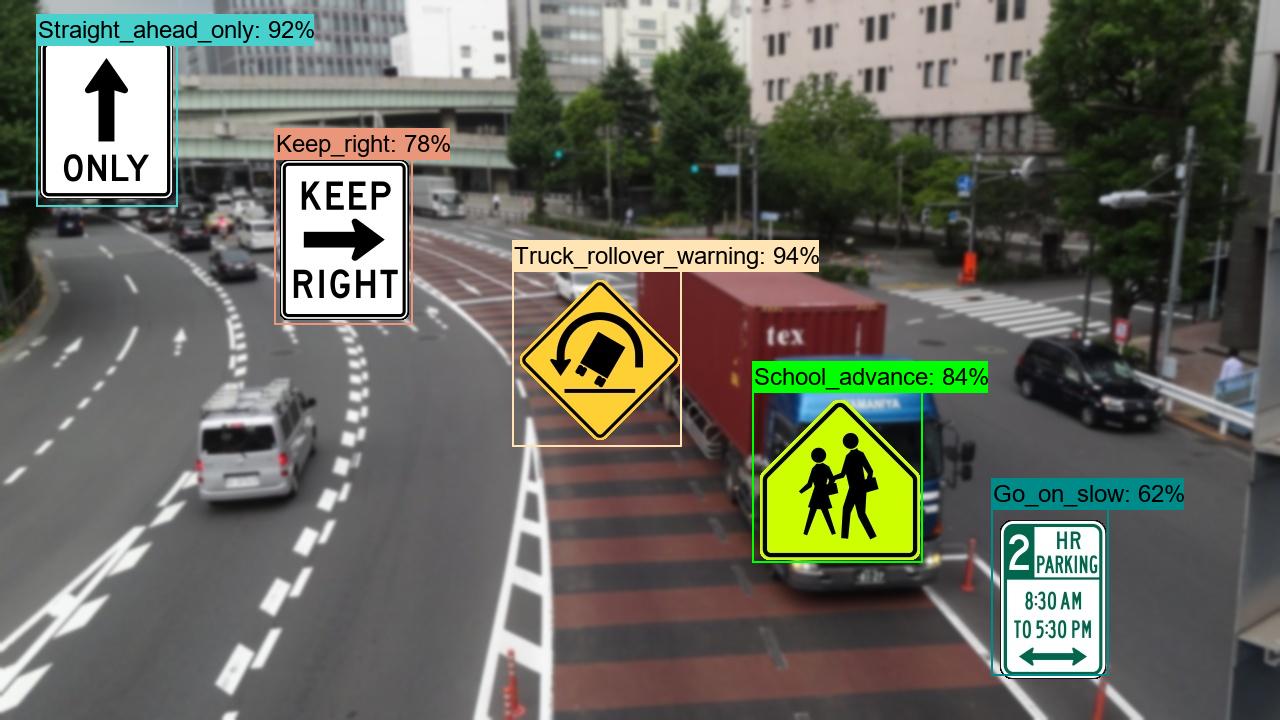 Straight_ahead_only: 92%
ONLY
Keep_right: 78%
KEEP
RIGHT
Truck_rollover_warning: 94%
tex
School_advance: 84%
Go_on_slow: 62%
2 HR
PARKING
8:30 AM
TO 5:30 PM